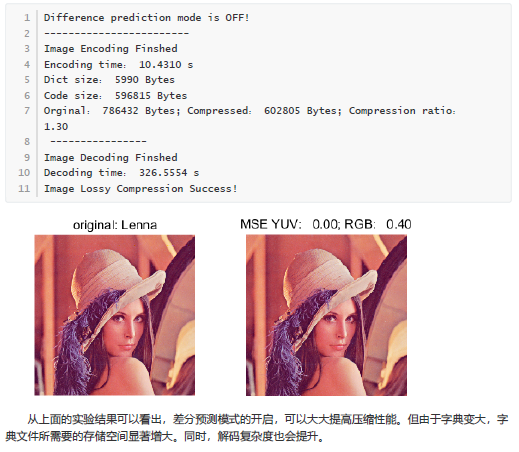 1 Difference prediction mode is OFF!
2 ------------------------
3 Image Encoding Finshed
4 Encoding time： 10.4310 s
5 Dict size： 5990 Bytes
6 Code size： 596815 Bytes
7 Orginal： 786432 Bytes; Compressed： 602805 Bytes; Compression ratio：
1.30
8 ----------------
9 Image Decoding Finshed
10 Decoding time： 326.5554 s
11 Image Lossy Compression Success!
original: Lenna
MSE YUV: 0.00; RGB: 0.40
从上面的实验结果可以看出，差分预测模式的开启，可以大大提高压缩性能。但由于字典变大，字
典文件所需要的存储空间显著增大。同时，解码复杂度也会提升。